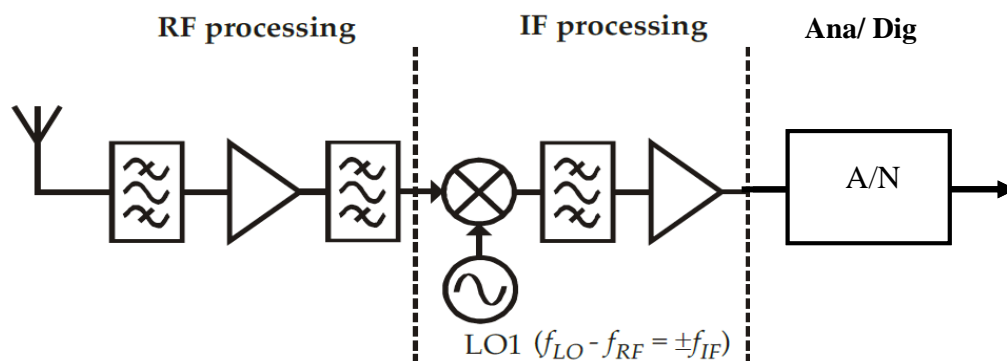 RF processing
IF processing
Ana/ Dig
A/N
LO1 (f_LO - f_RF = ±f_IF)